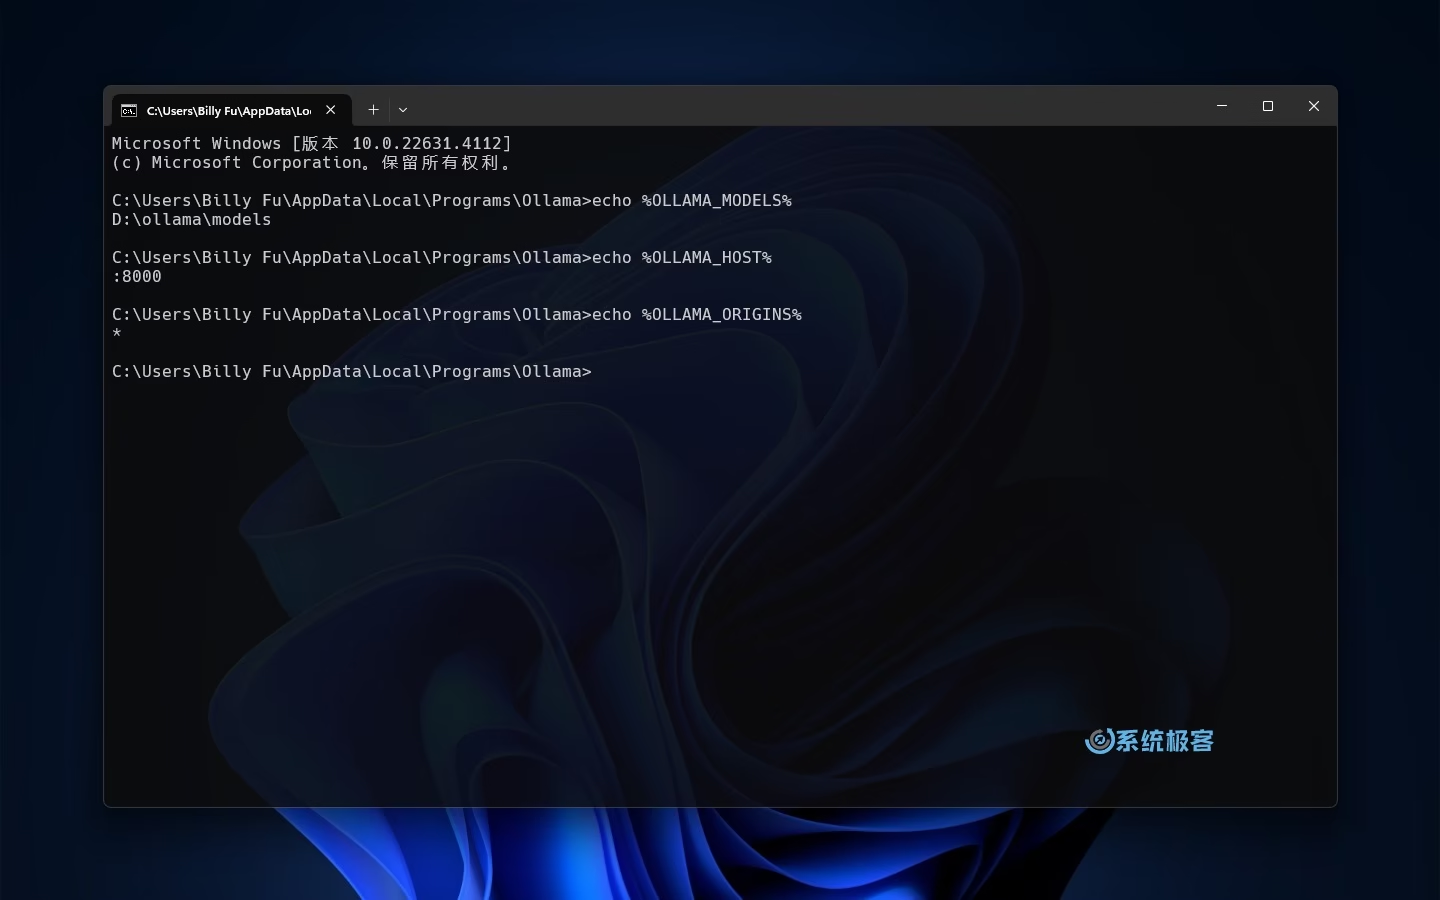 C:\Users\Billy Fu\AppData\Lo
Microsoft Windows [版本 10.0.22631.4112]
(c) Microsoft Corporation。保留所有权利。
C:\Users\Billy Fu\AppData\Local\Programs\Ollama>echo %OLLAMA_MODELS%
D:\ollama\models
C:\Users\Billy Fu\AppData\Local\Programs\Ollama>echo %OLLAMA_HOST%
:8000
C:\Users\Billy Fu\AppData\Local\Programs\Ollama>echo %OLLAMA_ORIGINS%
*
C:\Users\Billy Fu\AppData\Local\Programs\Ollama>
系统极客